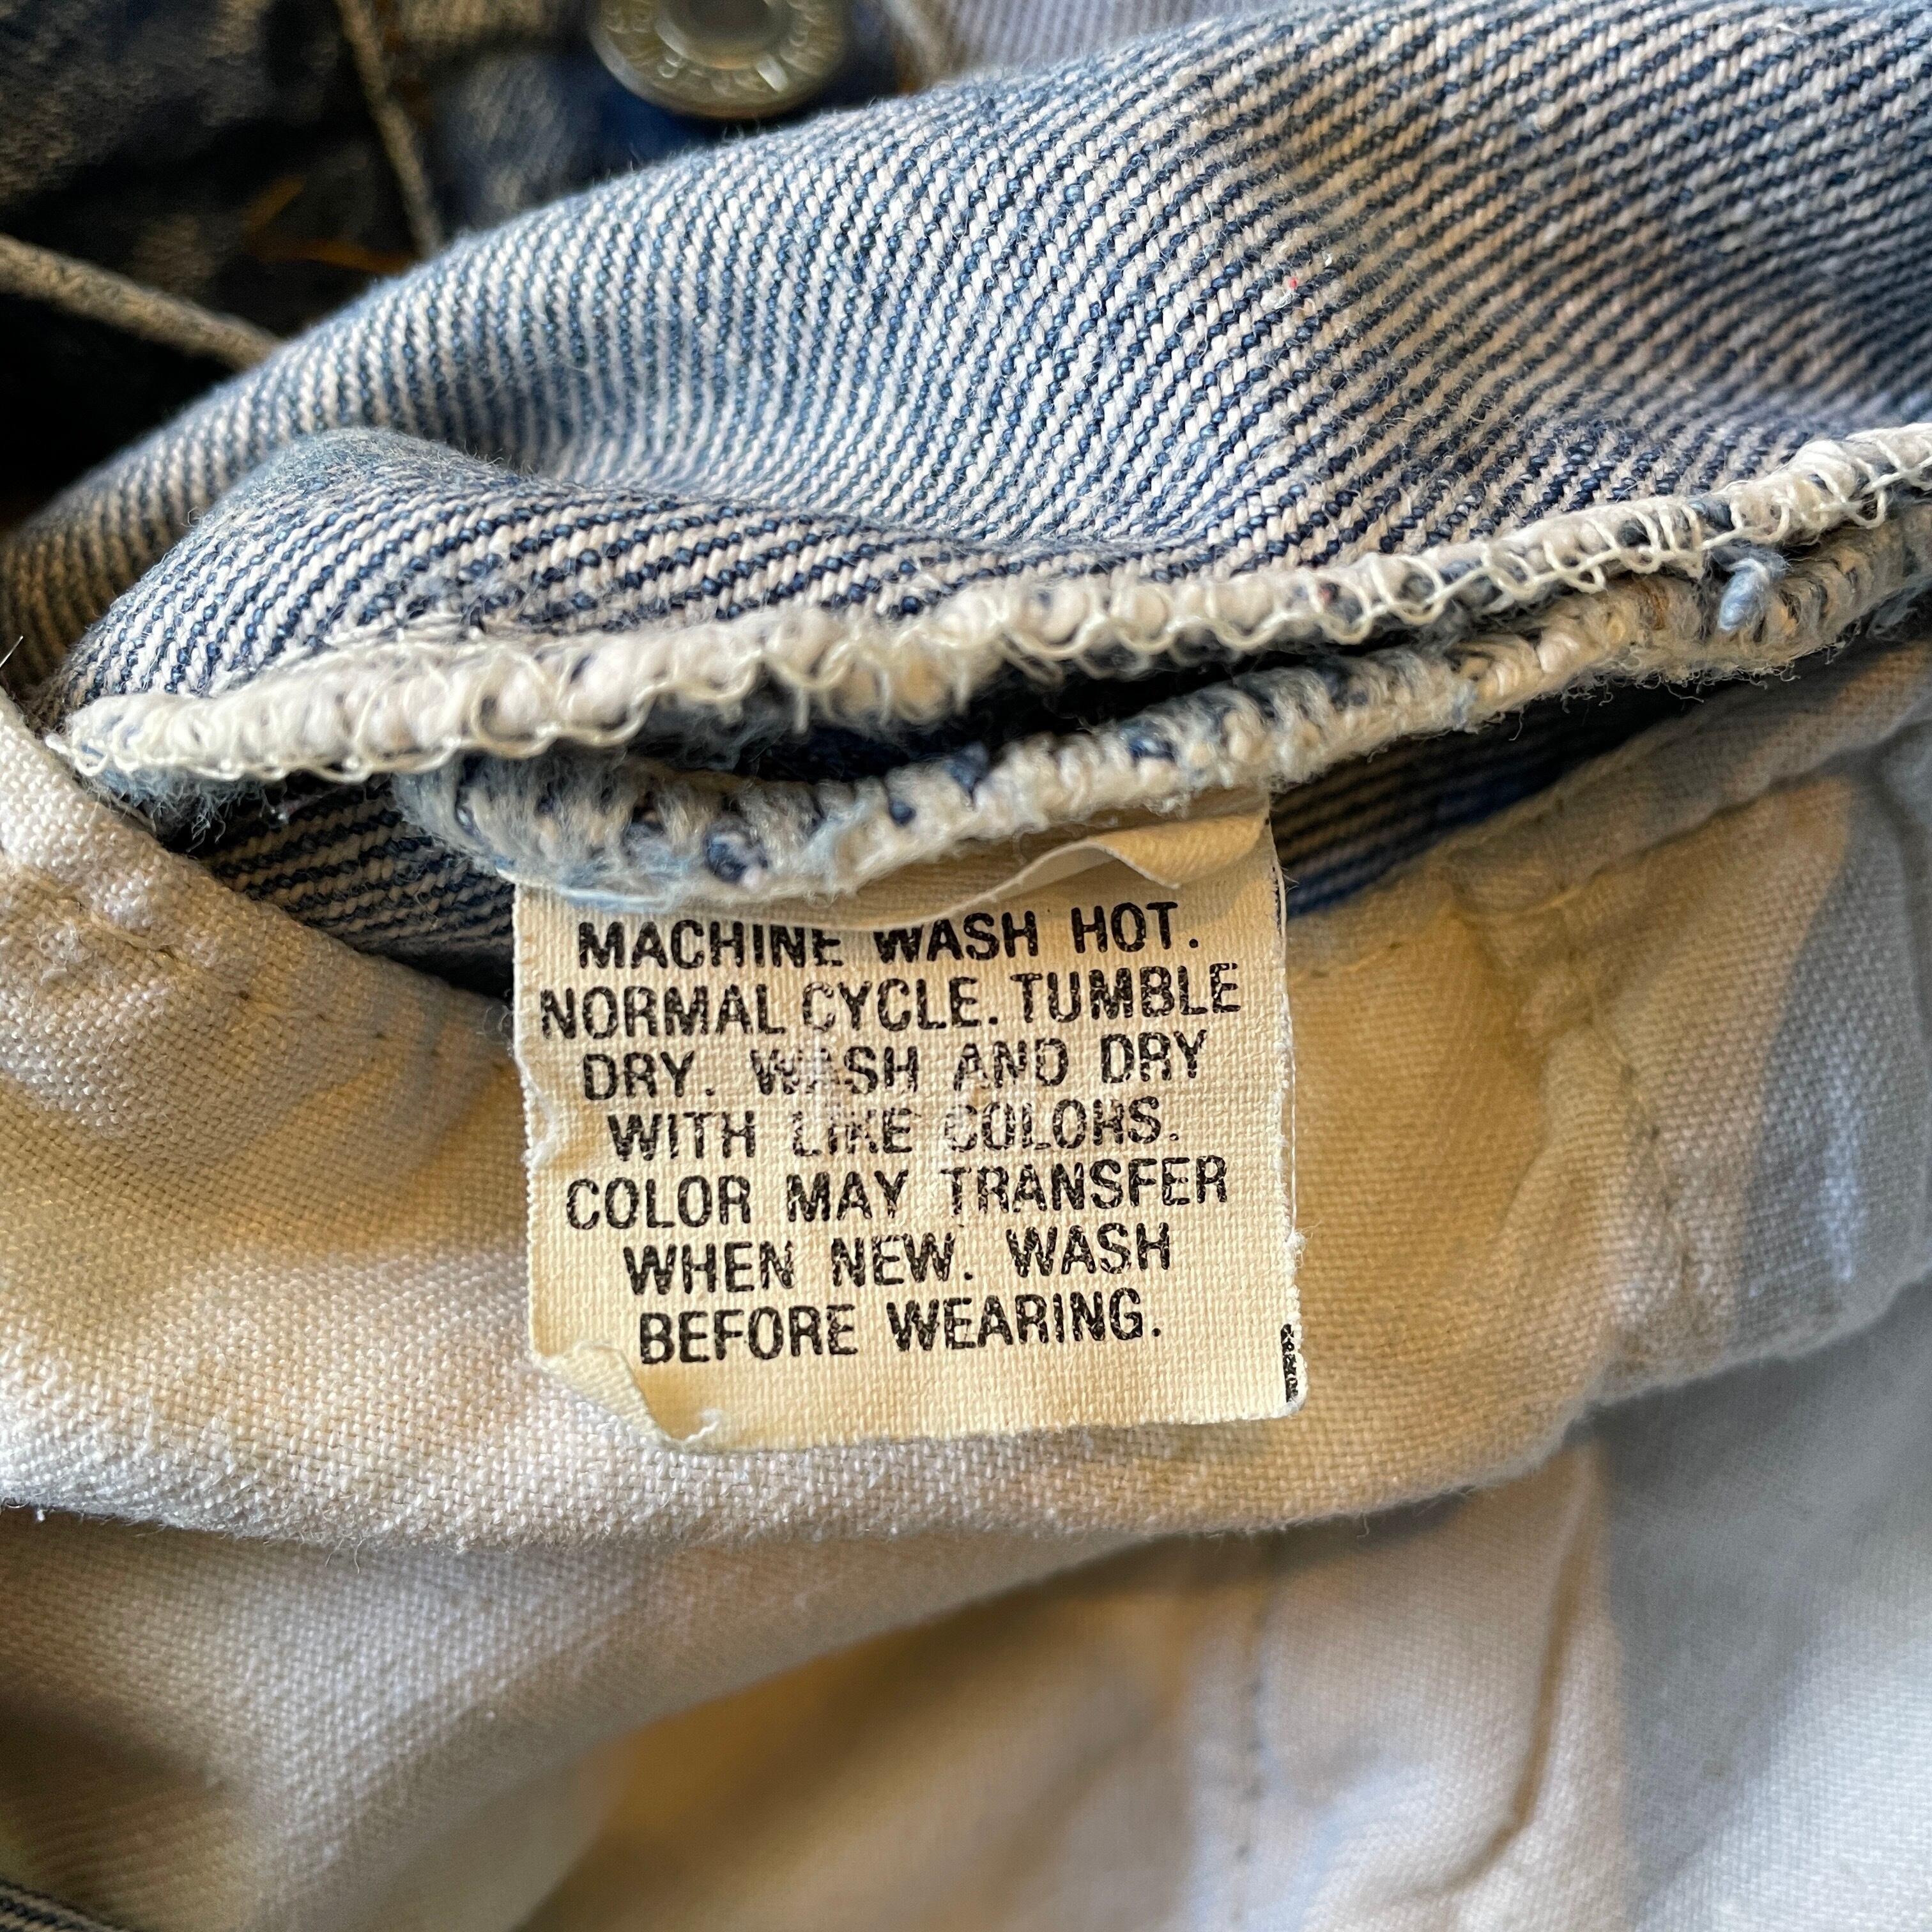 MACHINE WASH HOT.
NORMAL CYCLE. TUMBLE
DRY. WASH AND DRY
WITH LIKE COLORS.
COLOR MAY TRANSFER
WHEN NEW. WASH
BEFORE WEARING.